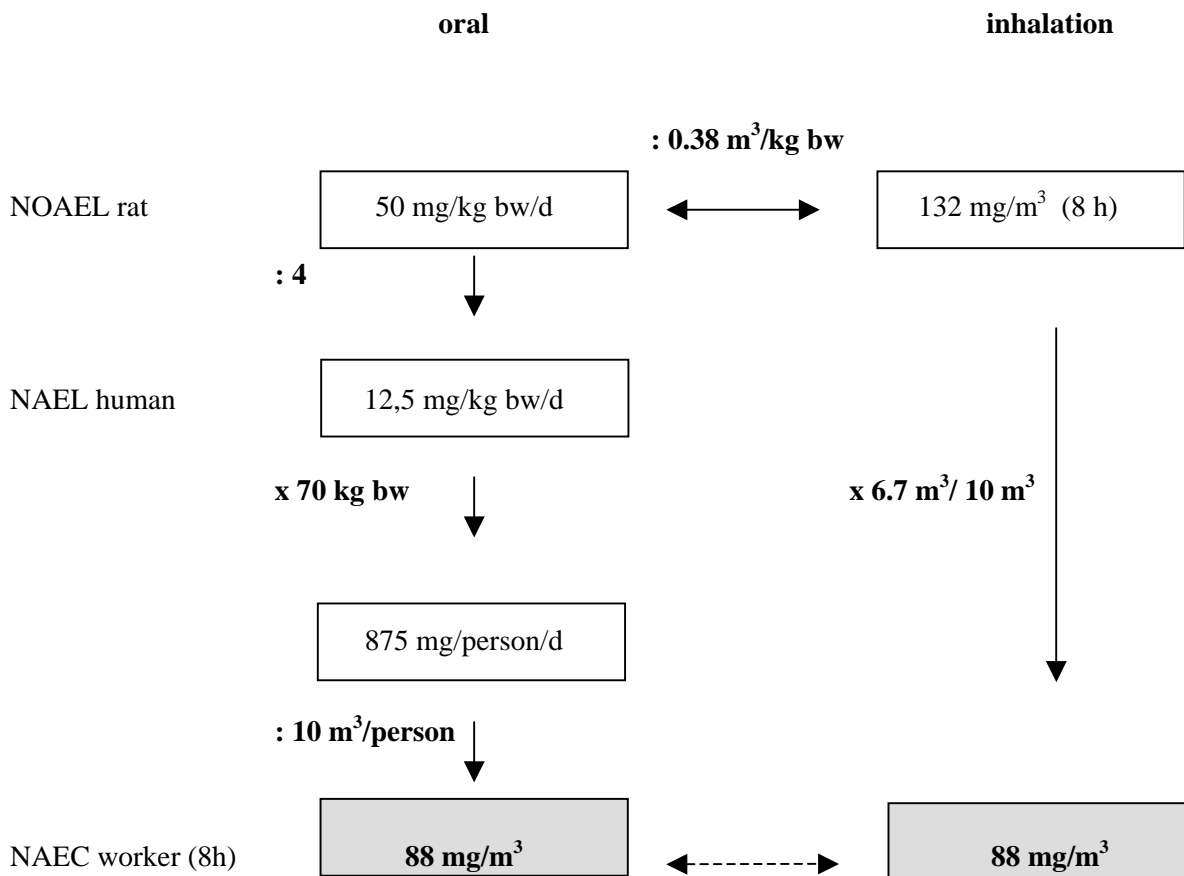 oral inhalation
: 0.38 m³/kg bw
NOAEL rat 50 mg/kg bw/d 132 mg/m³ (8 h)
: 4
NAEL human 12,5 mg/kg bw/d
x 70 kg bw x 6.7 m³/ 10 m³
875 mg/person/d
: 10 m³/person
NAEC worker (8h) 88 mg/m³ 88 mg/m³